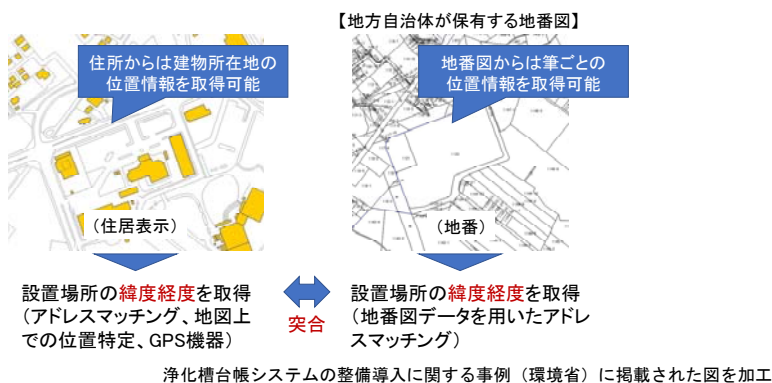 【地方自治体が保有する地番図】
住所からは建物所在地の
位置情報を取得可能
地番図からは筆ごとの
位置情報を取得可能
（住居表示）
（地番）
設置場所の緯度経度を取得
（アドレスマッチング、地図上
での位置特定、GPS機器）
突合
設置場所の緯度経度を取得
（地番図データを用いたアドレ
スマッチング）
浄化槽台帳システムの整備導入に関する事例（環境省）に掲載された図を加工